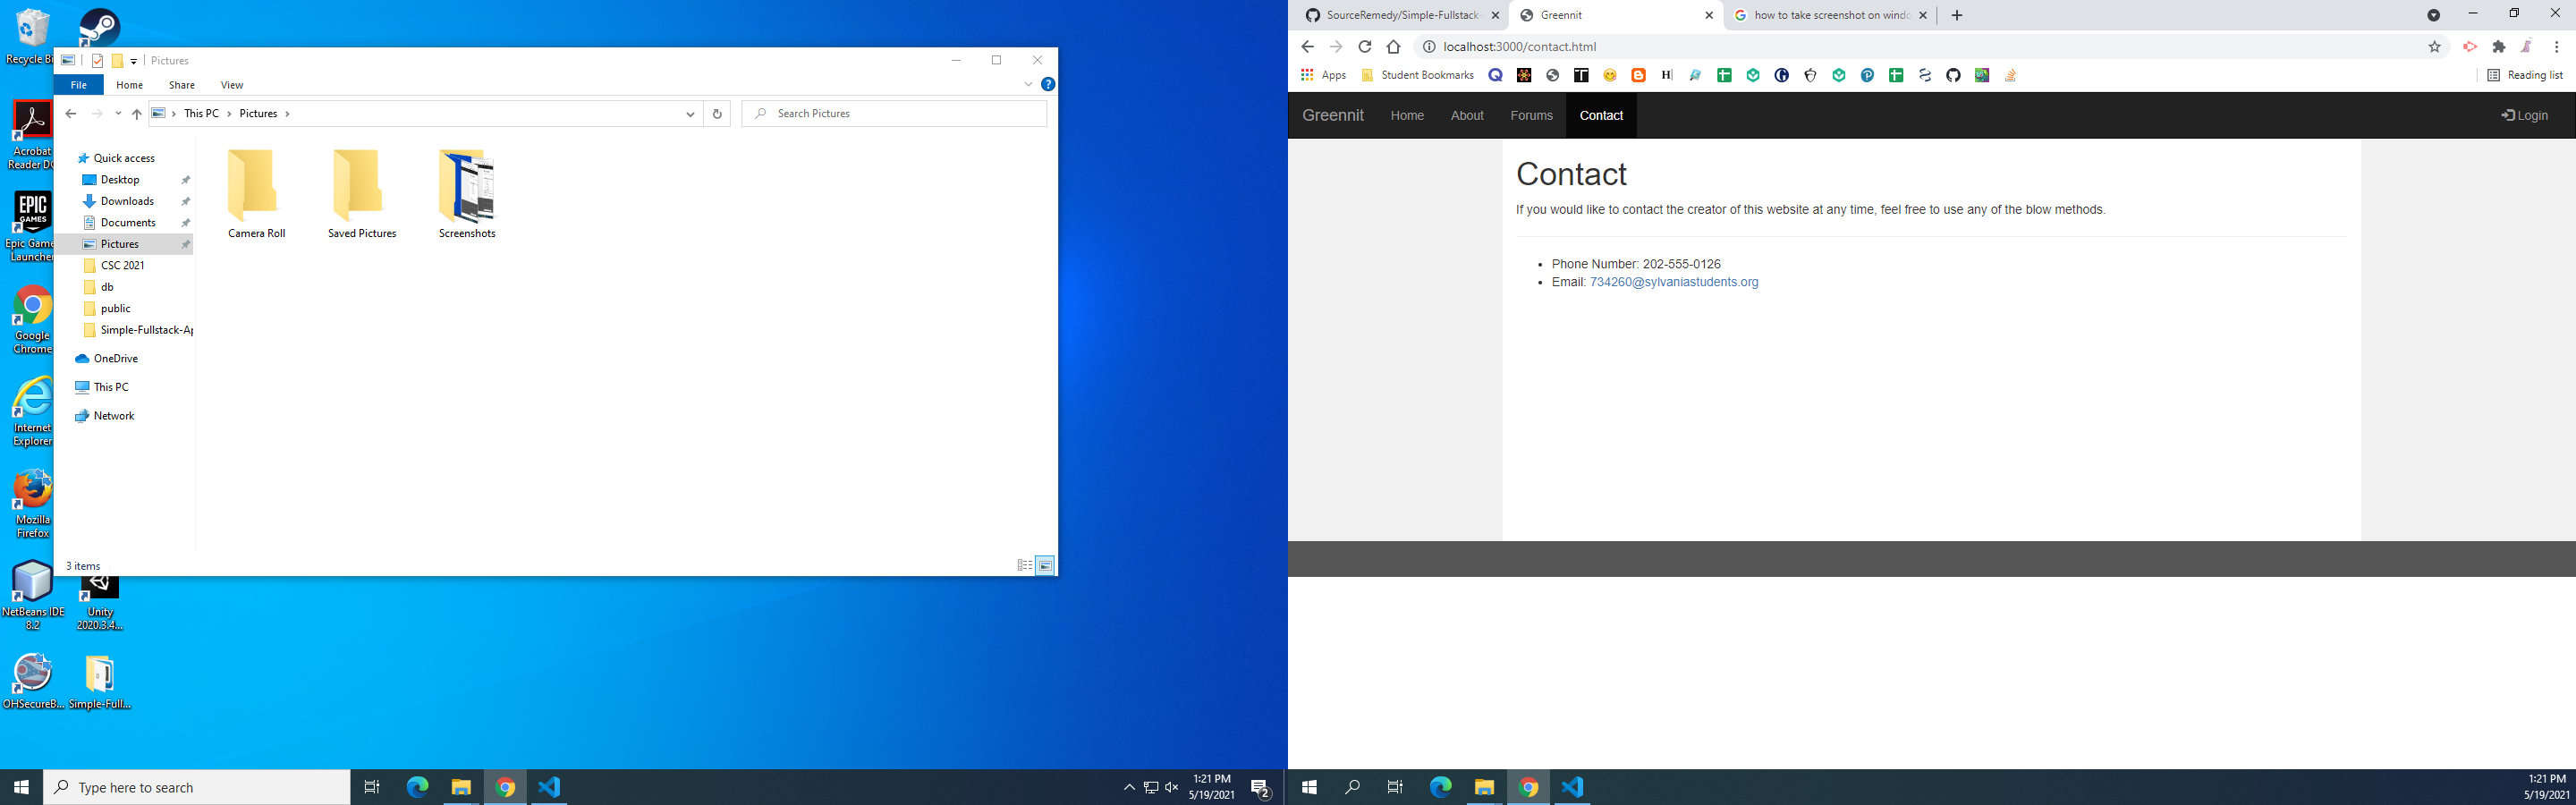 Recycle Bi
Pictures
File Home Share View
This PC Pictures
Search Pictures
Quick access
Desktop
Downloads
Documents
Pictures
CSC 2021
db
public
Simple-Fullstack-Ap
OneDrive
This PC
Network
Camera Roll Saved Pictures Screenshots
3 items
Acrobat
Reader DC
EPIC
GAMES
Epic Game
Launcher
Google
Chrome
Internet
Explorer
Mozilla
Firefox
NetBeans IDE
8.2
Unity
2020.3.4...
OHSecureB...
Simple-Full...
Type here to search
1:21 PM
5/19/2021
2
SourceRemedy/Simple-Fullstack-
Greennit
how to take screenshot on windo
localhost:3000/contact.html
Apps Student Bookmarks
Reading list
Greennit Home About Forums Contact Login
Contact
If you would like to contact the creator of this website at any time, feel free to use any of the blow methods.
• Phone Number: 202-555-0126
• Email: 734260@sylvaniastudents.org
1:21 PM
5/19/2021